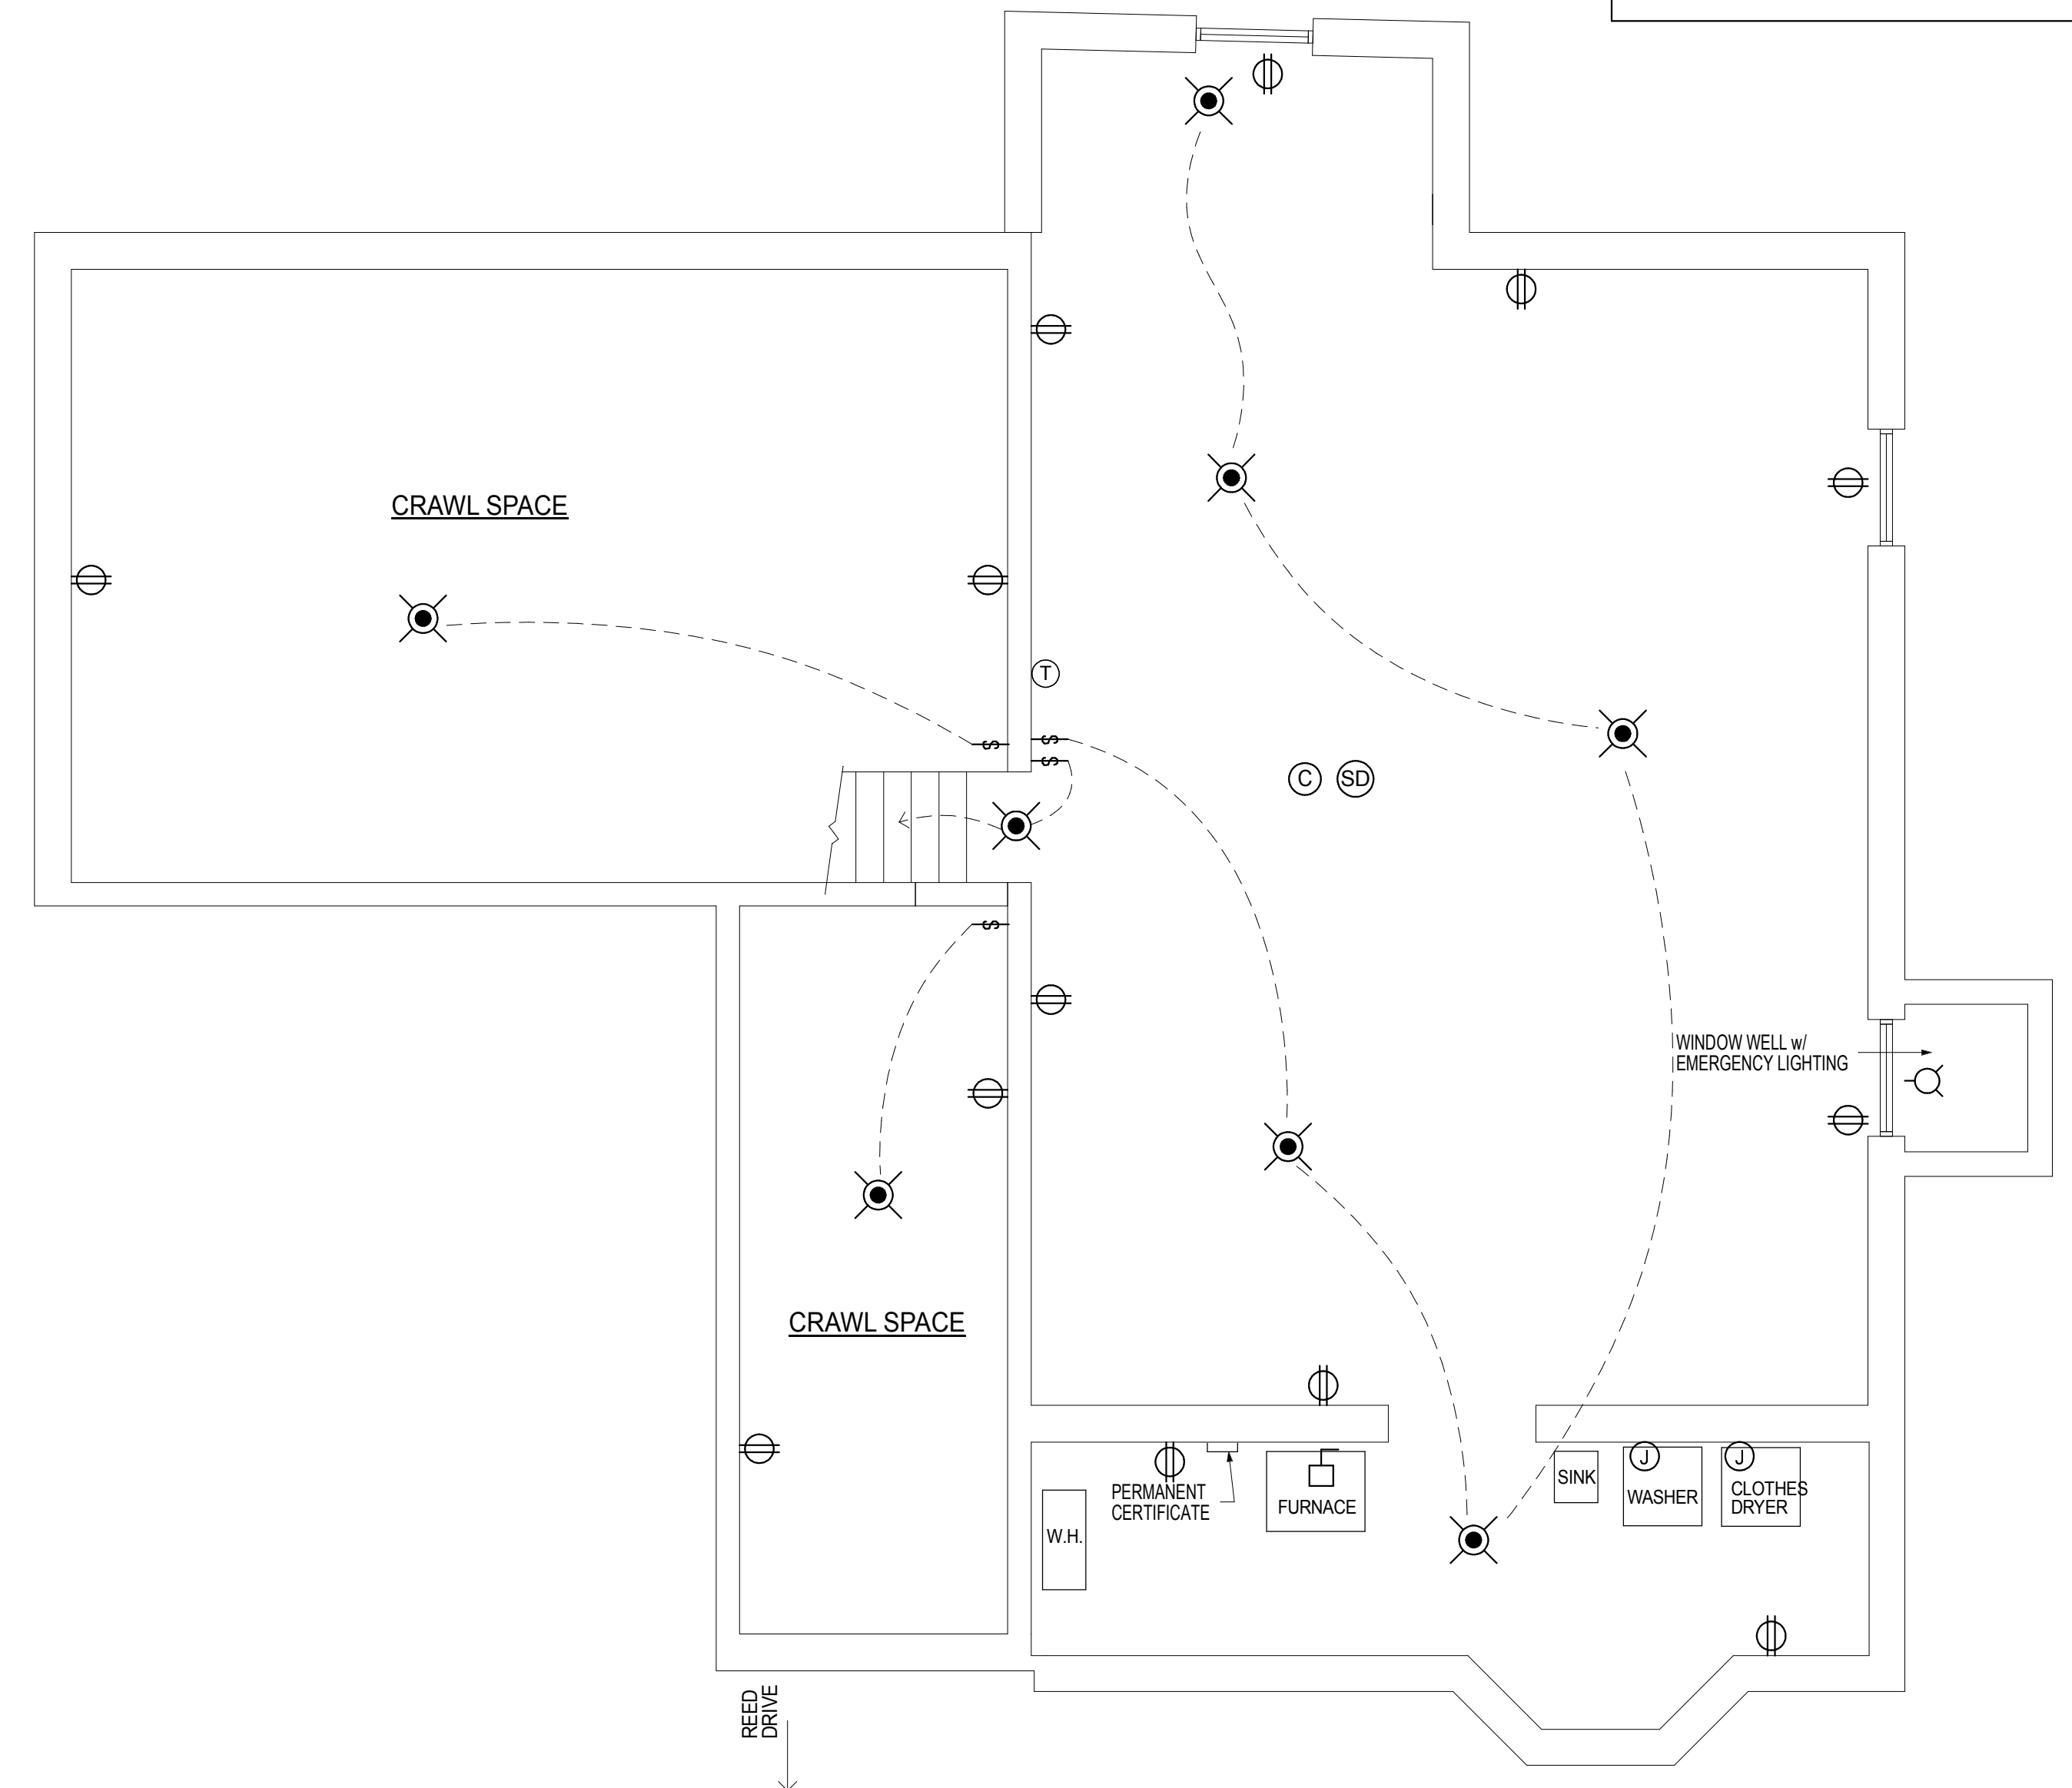 CRAWL SPACE
T
S
S
S
C
SD
S
WINDOW WELL w/
EMERGENCY LIGHTING
CRAWL SPACE
PERMANENT
CERTIFICATE
FURNACE
W.H.
SINK
J
WASHER
J
CLOTHES
DRYER
REED
DRIVE